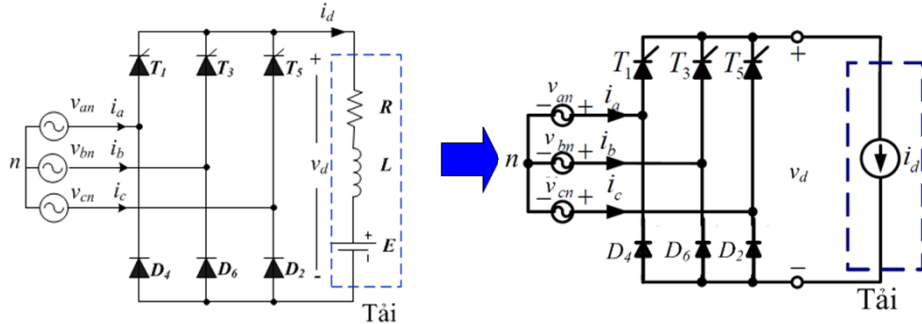 i_d
T_1 T_3 T_5
+
R
v_an i_a
n v_bn i_b
v_d
L
v_cn i_c
+
E
-
D_4 D_6 D_2
-
Tải
T_1 T_3 T_5
+
v_an
- + i_a
v_bn
n - + i_b
v_cn
- + i_c
v_d
i_d
D_4 D_6 D_2
-
Tải